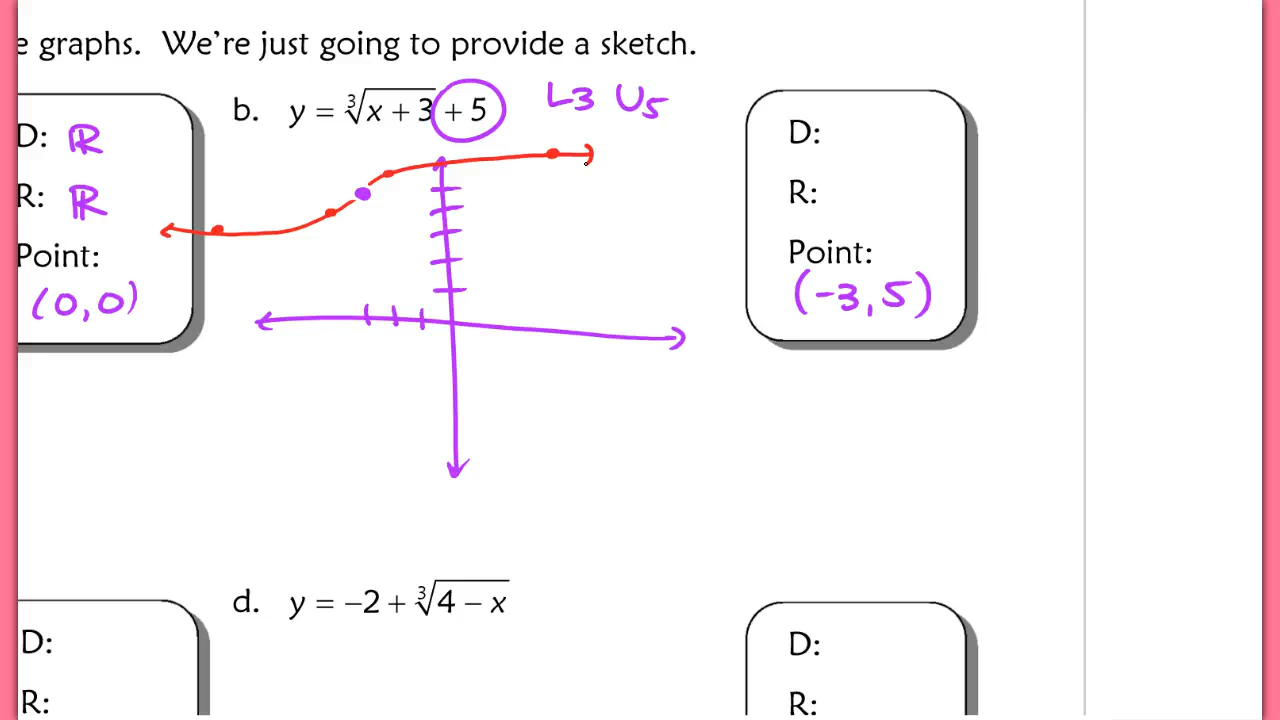 e graphs. We're just going to provide a sketch.
D: ℝ
R: ℝ
Point:
(0,0)
b. y = ∛(x + 3) + 5
L3 U5
D:
R:
Point:
(-3,5)
D:
R:
d. y = −2 + ∛(4 − x)
D:
R: